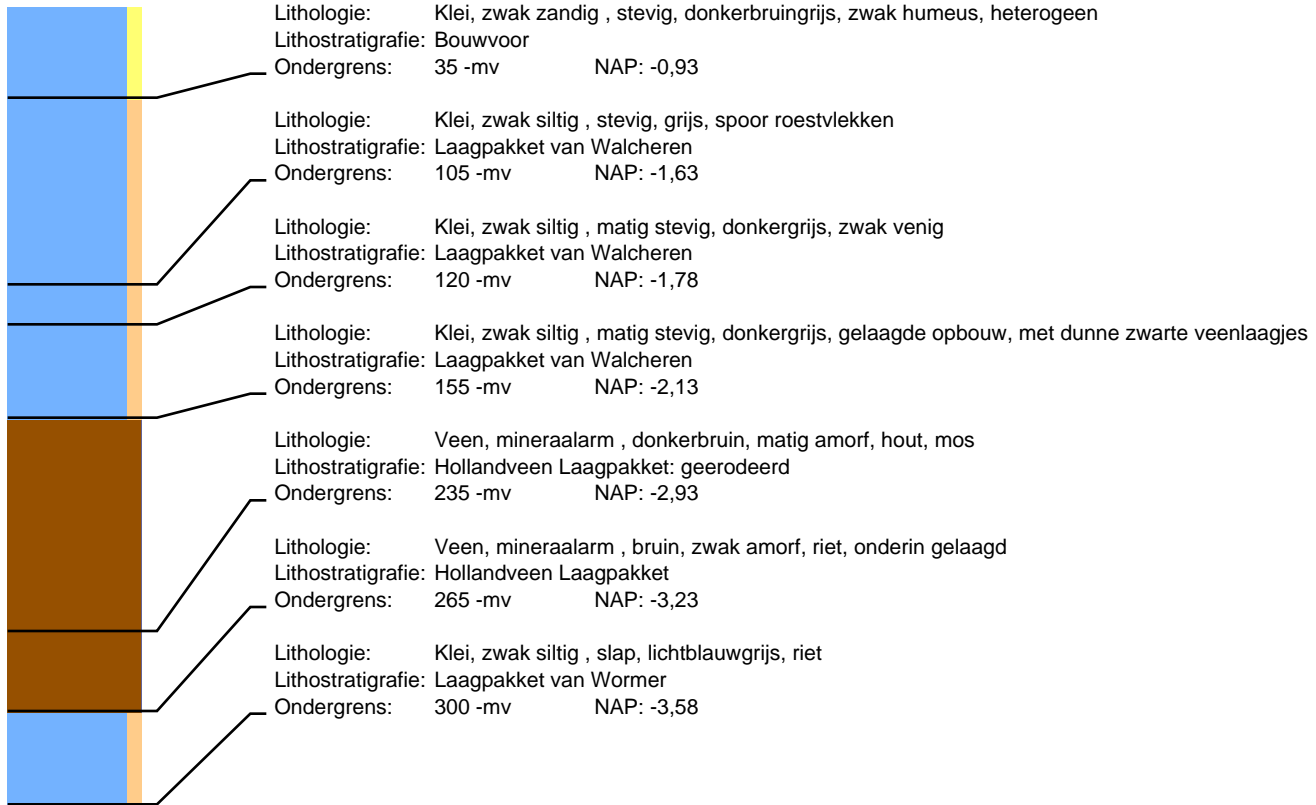 Lithologie: Klei, zwak zandig , stevig, donkerbruingrijs, zwak humeus, heterogeen
Lithostratigrafie: Bouwvoor
Ondergrens: 35 -mv NAP: -0,93
Lithologie: Klei, zwak siltig , stevig, grijs, spoor roestvlekken
Lithostratigrafie: Laagpakket van Walcheren
Ondergrens: 105 -mv NAP: -1,63
Lithologie: Klei, zwak siltig , matig stevig, donkergrijs, zwak venig
Lithostratigrafie: Laagpakket van Walcheren
Ondergrens: 120 -mv NAP: -1,78
Lithologie: Klei, zwak siltig , matig stevig, donkergrijs, gelaagde opbouw, met dunne zwarte veenlaagjes
Lithostratigrafie: Laagpakket van Walcheren
Ondergrens: 155 -mv NAP: -2,13
Lithologie: Veen, mineraalarm , donkerbruin, matig amorf, hout, mos
Lithostratigrafie: Hollandveen Laagpakket: geerodeerd
Ondergrens: 235 -mv NAP: -2,93
Lithologie: Veen, mineraalarm , bruin, zwak amorf, riet, onderin gelaagd
Lithostratigrafie: Hollandveen Laagpakket
Ondergrens: 265 -mv NAP: -3,23
Lithologie: Klei, zwak siltig , slap, lichtblauwgrijs, riet
Lithostratigrafie: Laagpakket van Wormer
Ondergrens: 300 -mv NAP: -3,58